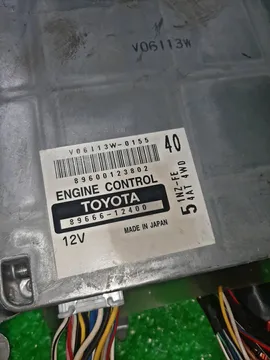 V06113W
V06113W-0155
40
89600123802
ENGINE CONTROL
TOYOTA
89666-12400
12V
MADE IN JAPAN
5
1NZ-FE
4AT 4WD